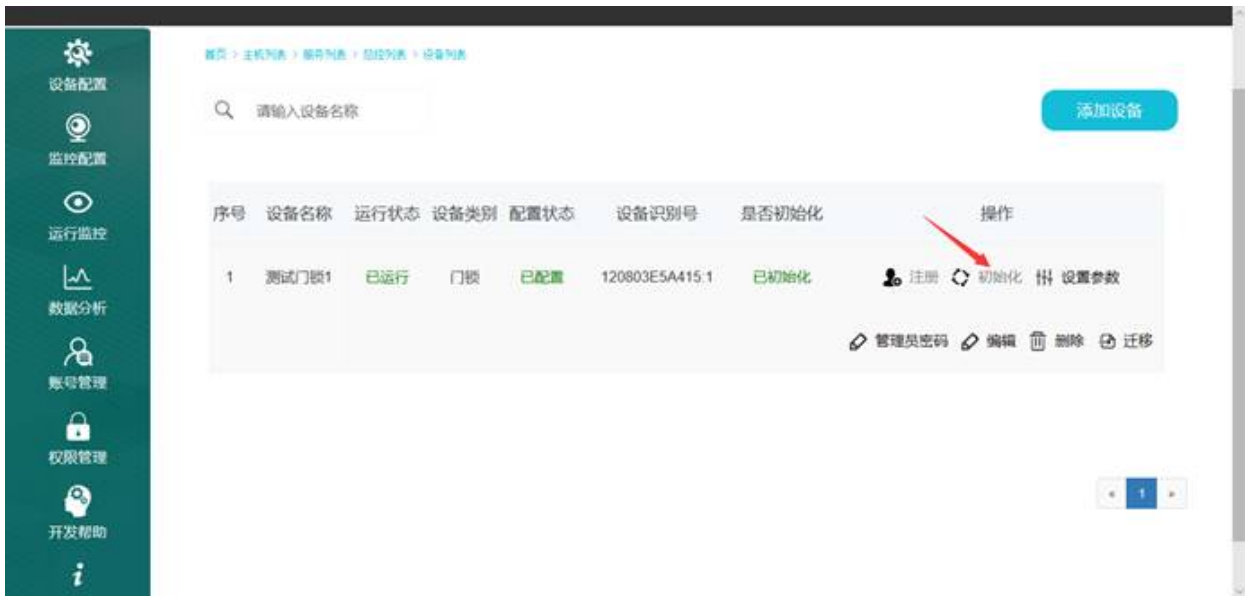 设备配置
监控配置
运行监控
数据分析
账号管理
权限管理
开发帮助
首页 > 主机列表 > 服务列表 > 总控列表 > 设备列表
请输入设备名称
添加设备
序号 设备名称 运行状态 设备类别 配置状态 设备识别号 是否初始化 操作
1 测试门锁1 已运行 门锁 已配置 120803E5A415:1 已初始化 注册 初始化 设置参数
管理员密码 编辑 删除 迁移
« 1 »